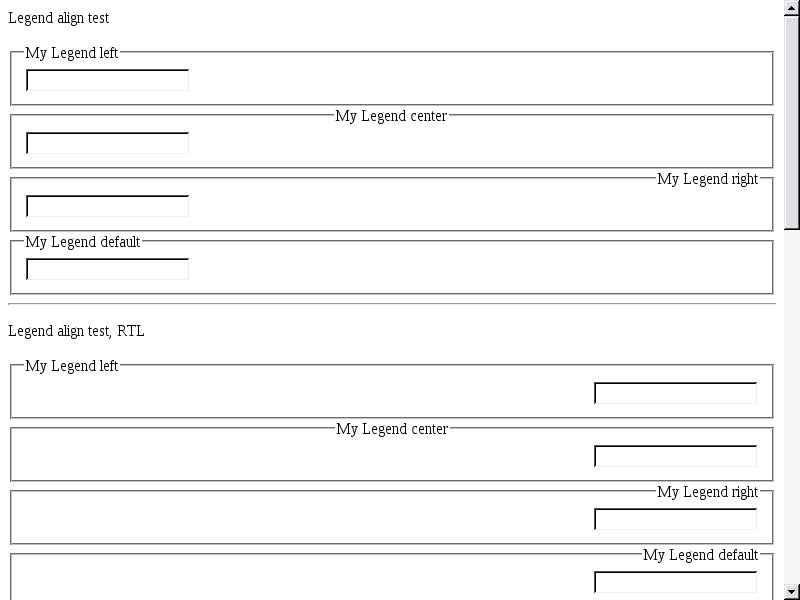 Legend align test
My Legend left
My Legend center
My Legend right
My Legend default
Legend align test, RTL
My Legend left
My Legend center
My Legend right
My Legend default